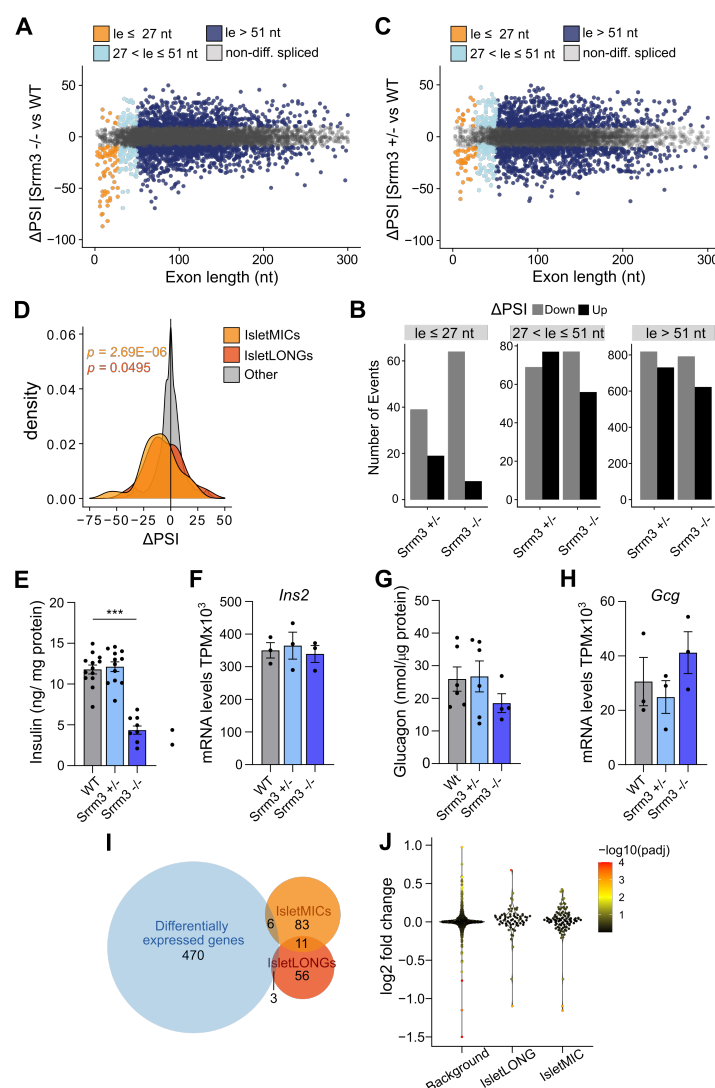 A
le ≤ 27 nt
le > 51 nt
27 < le ≤ 51 nt
non-diff. spliced
ΔPSI [Srrm3 -/- vs WT
100
50
0
−50
−100
0
100
200
300
Exon length (nt)
C
le ≤ 27 nt
le > 51 nt
27 < le ≤ 51 nt
non-diff. spliced
ΔPSI [Srrm3 +/- vs WT
100
50
0
−50
−100
0
100
200
300
Exon length (nt)
D
0.06
0.04
0.02
0.00
density
p = 2.69E−06
p = 0.0495
IsletMICs
IsletLONGs
Other
−75
−50
−25
0
25
50
ΔPSI
B
ΔPSI
Down
Up
le ≤ 27 nt
27 < le ≤ 51 nt
le > 51 nt
Number of Events
60
40
20
0
80
60
40
20
0
800
600
400
200
0
Srrm3 +/-
Srrm3 -/-
Srrm3 +/-
Srrm3 -/-
Srrm3 +/-
Srrm3 -/-
E
Insulin (ng/ mg protein)
20
15
10
5
0
***
WT
Srrm3 +/-
Srrm3 -/-
F
Ins2
mRNA levels TPMx10³
500
400
300
200
100
0
WT
Srrm3 +/-
Srrm3 -/-
G
Glucagon (nmol/μg protein)
50
40
30
20
10
0
Wt
Srrm3 +/-
Srrm3 -/-
H
Gcg
mRNA levels TPMx10³
60
40
20
0
WT
Srrm3 +/-
Srrm3 -/-
I
Differentially
expressed genes
470
6
IsletMICs
83
11
IsletLONGs
56
3
J
log2 fold change
1.0
0.5
0.0
−0.5
−1.0
−1.5
Background
IsletLONG
IsletMIC
−log10(padj)
4
3
2
1